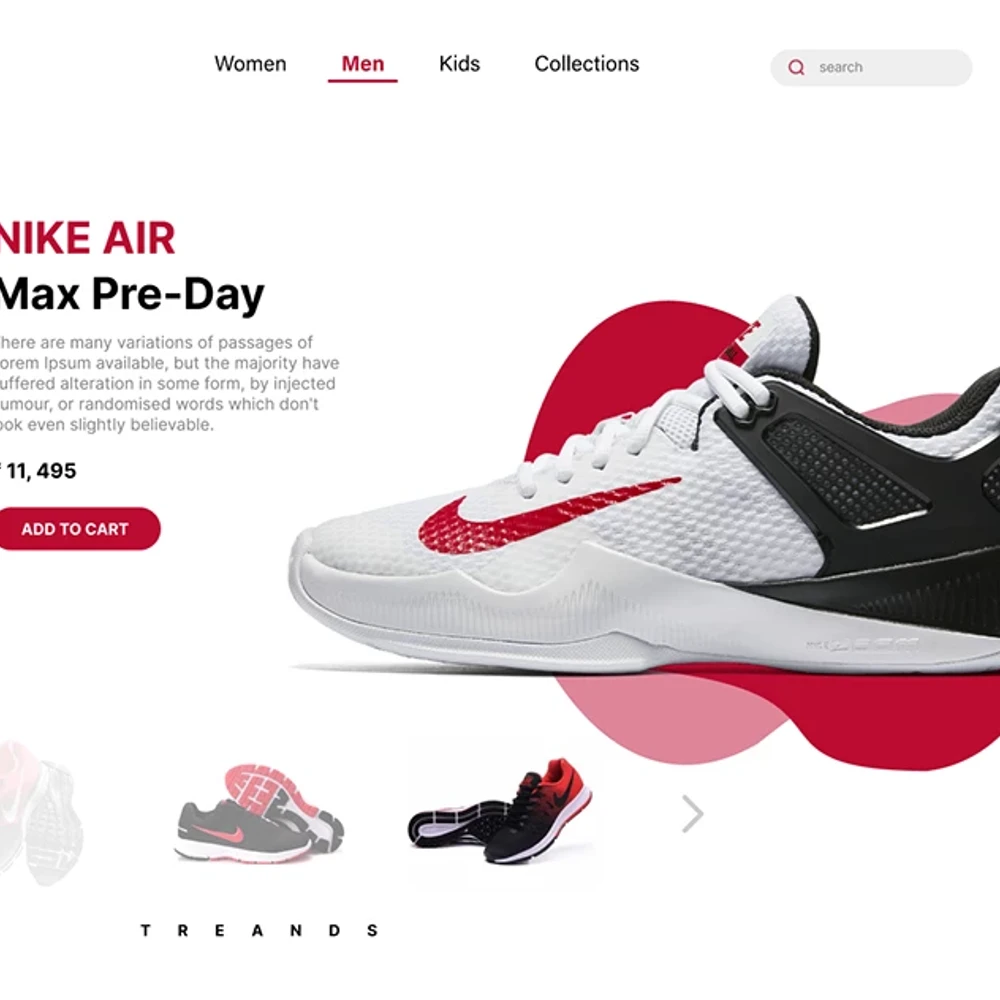 Women Men Kids Collections
search
NIKE AIR
Max Pre-Day
here are many variations of passages of
orem Ipsum available, but the majority have
uffered alteration in some form, by injected
umour, or randomised words which don't
ook even slightly believable.
11, 495
ADD TO CART
T R E A N D S